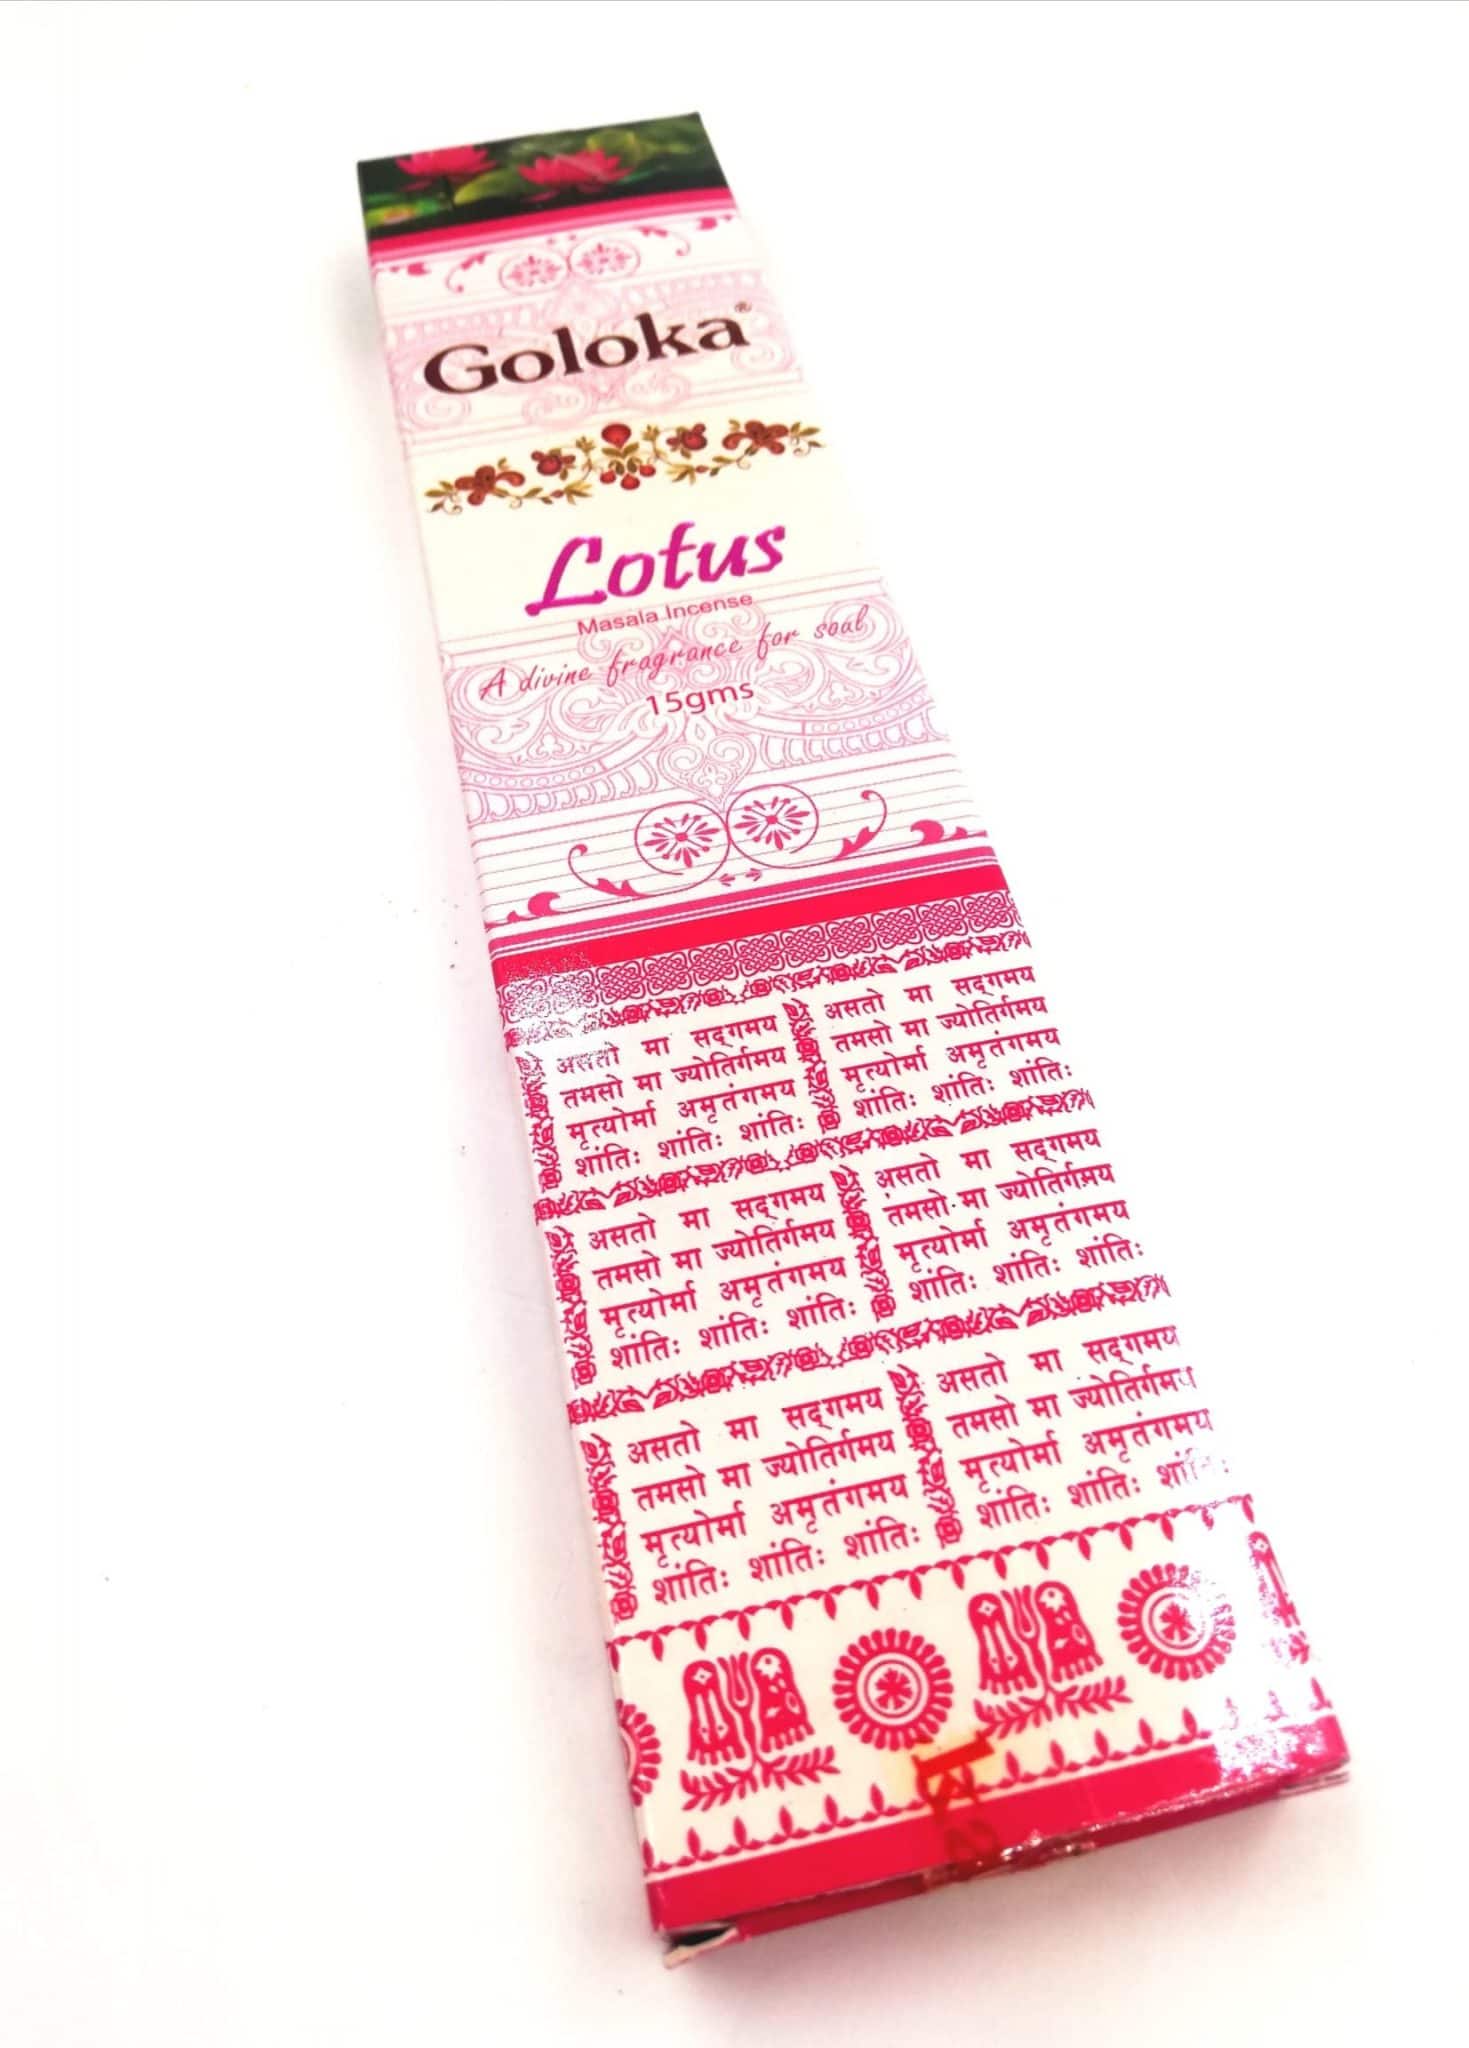 Goloka®
Lotus
Masala Incense
A divine fragrance for soul
15gms
असतो मा सद्गमय
तमसो मा ज्योतिर्गमय
मृत्योर्मा अमृतंगमय
शांतिः शांतिः शांतिः
असतो मा सद्गमय
तमसो मा ज्योतिर्गमय
मृत्योर्मा अमृतंगमय
शांतिः शांतिः शांतिः
असतो मा सद्गमय
तमसो मा ज्योतिर्गमय
मृत्योर्मा अमृतंगमय
शांतिः शांतिः शांतिः
असतो मा सद्गमय
तमसो मा ज्योतिर्गमय
मृत्योर्मा अमृतंगमय
शांतिः शांतिः शांतिः
असतो मा सद्गमय
तमसो मा ज्योतिर्गमय
मृत्योर्मा अमृतंगमय
शांतिः शांतिः शांतिः
असतो मा सद्गमय
तमसो मा ज्योतिर्गमय
मृत्योर्मा अमृतंगमय
शांतिः शांतिः